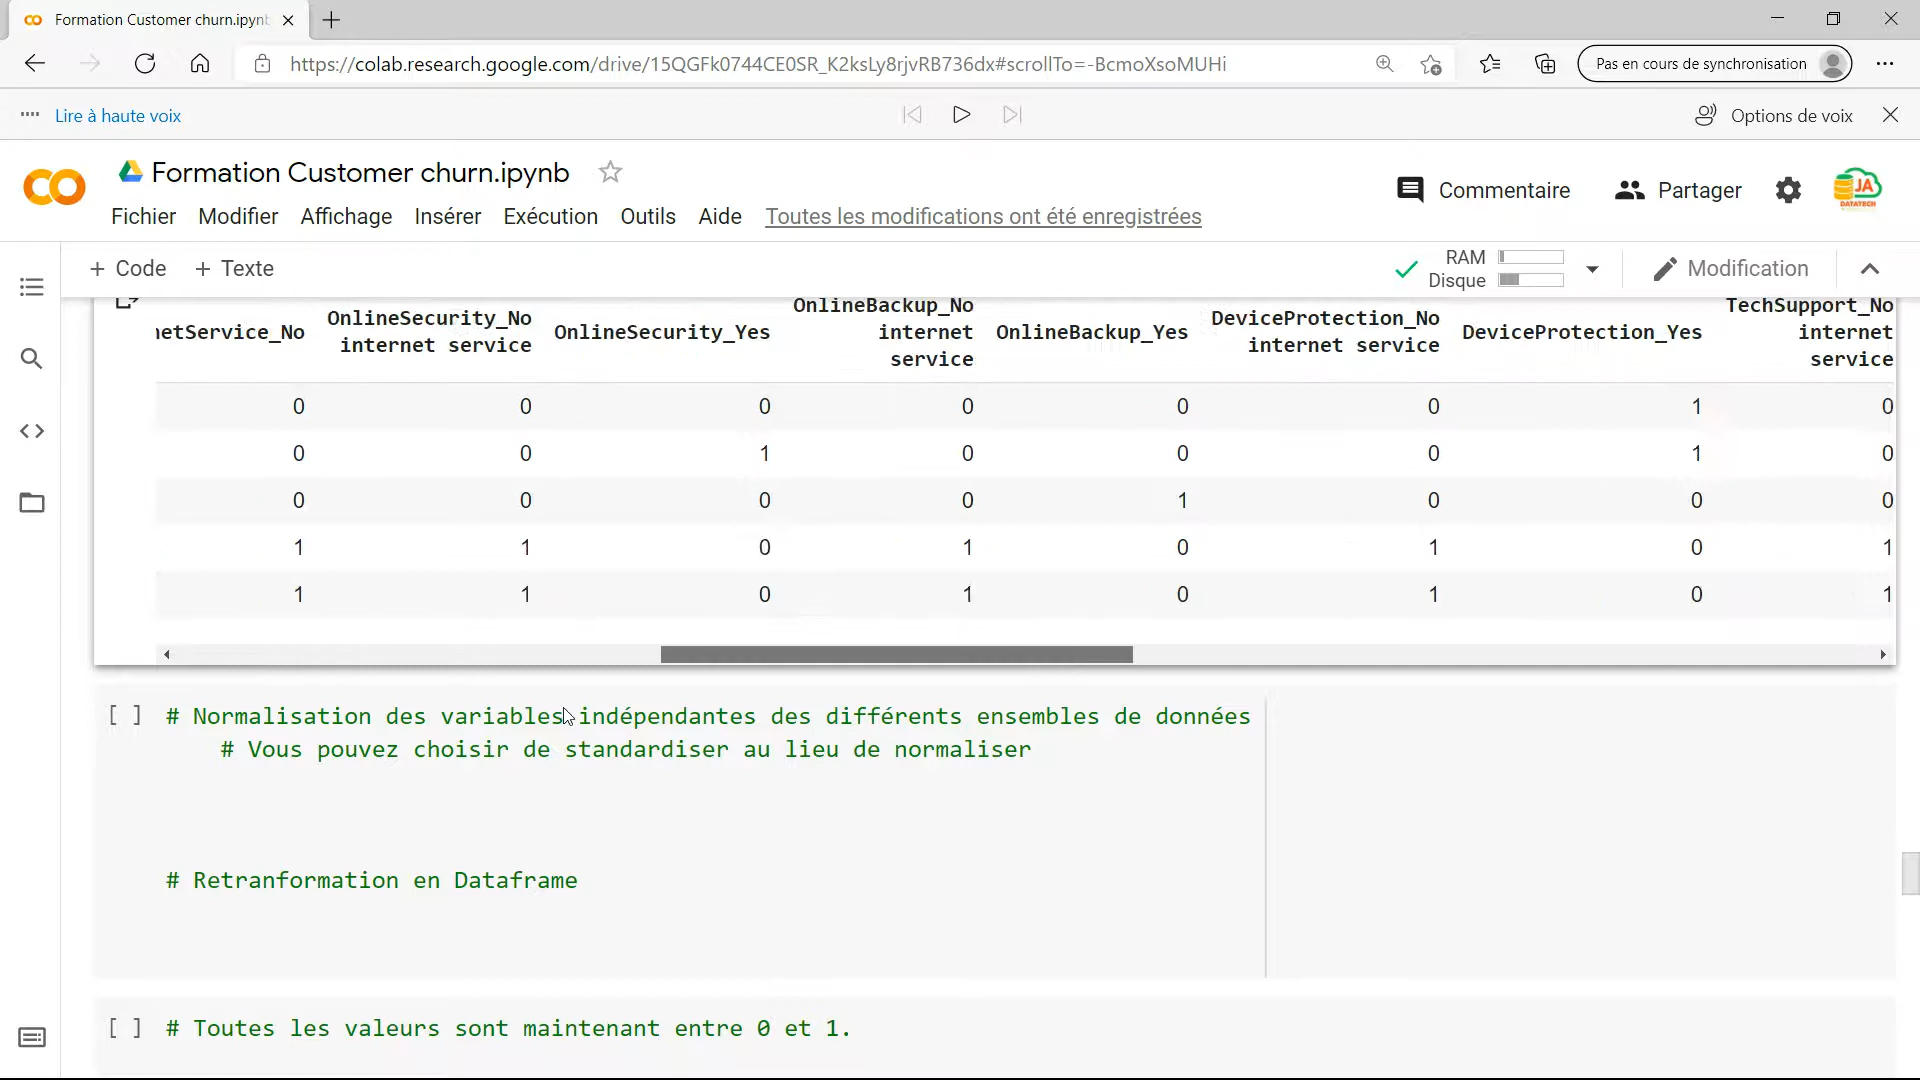 Formation Customer churn.ipynb
https://colab.research.google.com/drive/15QGFk0744CE0SR_K2ksLy8rjvRB736dx#scrollTo=-BcmoXsoMUHi
Pas en cours de synchronisation
Lire à haute voix
Options de voix
Formation Customer churn.ipynb
Commentaire
Partager
JA
DATATECH
Fichier Modifier Affichage Insérer Exécution Outils Aide Toutes les modifications ont été enregistrées
+ Code + Texte
RAM
Disque
Modification
netService_No OnlineSecurity_No internet service OnlineSecurity_Yes OnlineBackup_No internet service OnlineBackup_Yes DeviceProtection_No internet service DeviceProtection_Yes TechSupport_No internet service
0 0 0 0 0 0 1 0
0 0 1 0 0 0 1 0
0 0 0 0 1 0 0 0
1 1 0 1 0 1 0 1
1 1 0 1 0 1 0 1
[ ] # Normalisation des variables indépendantes des différents ensembles de données
# Vous pouvez choisir de standardiser au lieu de normaliser
# Retranformation en Dataframe
[ ] # Toutes les valeurs sont maintenant entre 0 et 1.